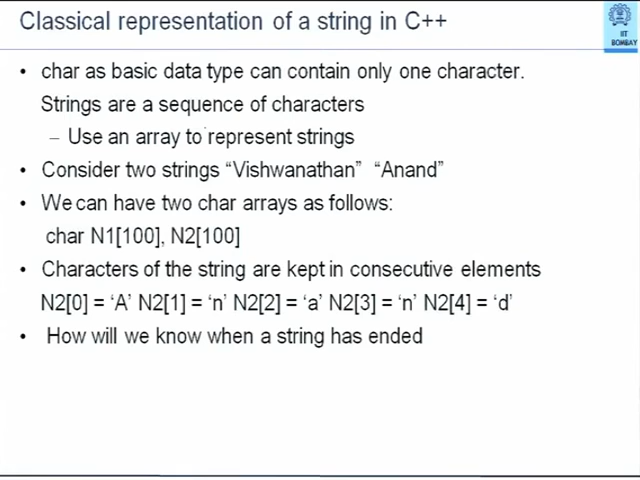 Classical representation of a string in C++
IIT
BOMBAY
• char as basic data type can contain only one character.
Strings are a sequence of characters
– Use an array to represent strings
• Consider two strings “Vishwanathan” “Anand”
• We can have two char arrays as follows:
char N1[100], N2[100]
• Characters of the string are kept in consecutive elements
N2[0] = ‘A’ N2[1] = ‘n’ N2[2] = ‘a’ N2[3] = ‘n’ N2[4] = ‘d’
• How will we know when a string has ended